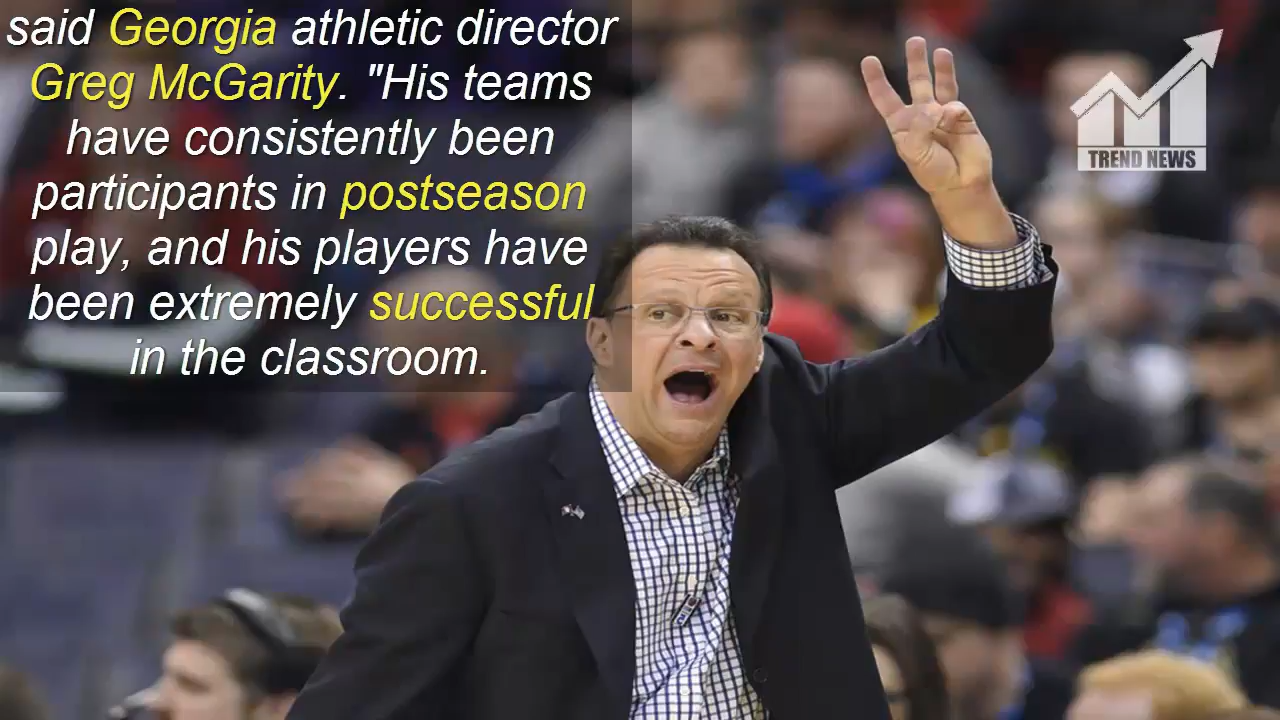 said Georgia athletic director
Greg McGarity. "His teams
have consistently been
participants in postseason
play, and his players have
been extremely successful
in the classroom.
TREND NEWS